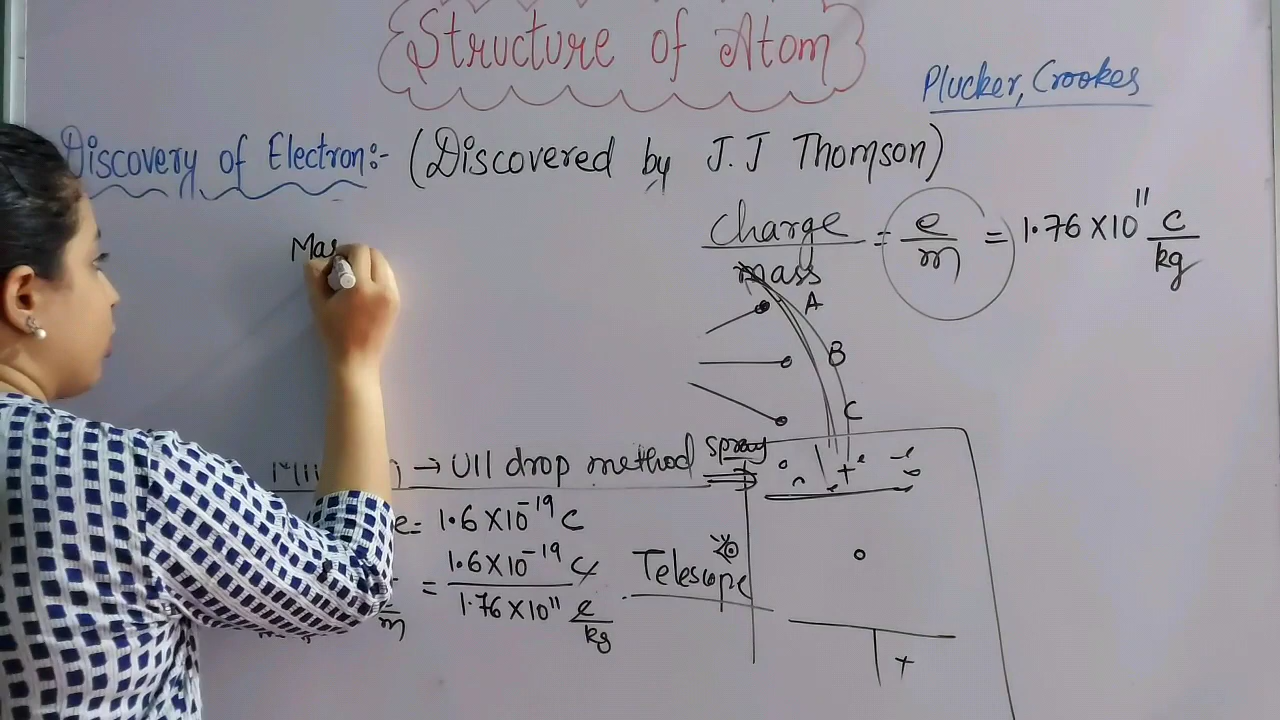 Structure of Atom
Plucker, Crookes
Discovery of Electron:- (Discovered by J.J Thomson)
charge/mass = e/m = 1.76 X 10^11 C/kg
Mas
A
B
C
→ Oil drop method
spray
+
e = 1.6 X 10^-19 C
= 1.6 X 10^-19 C / 1.76 X 10^11 C/kg
e/m
Telescope
+